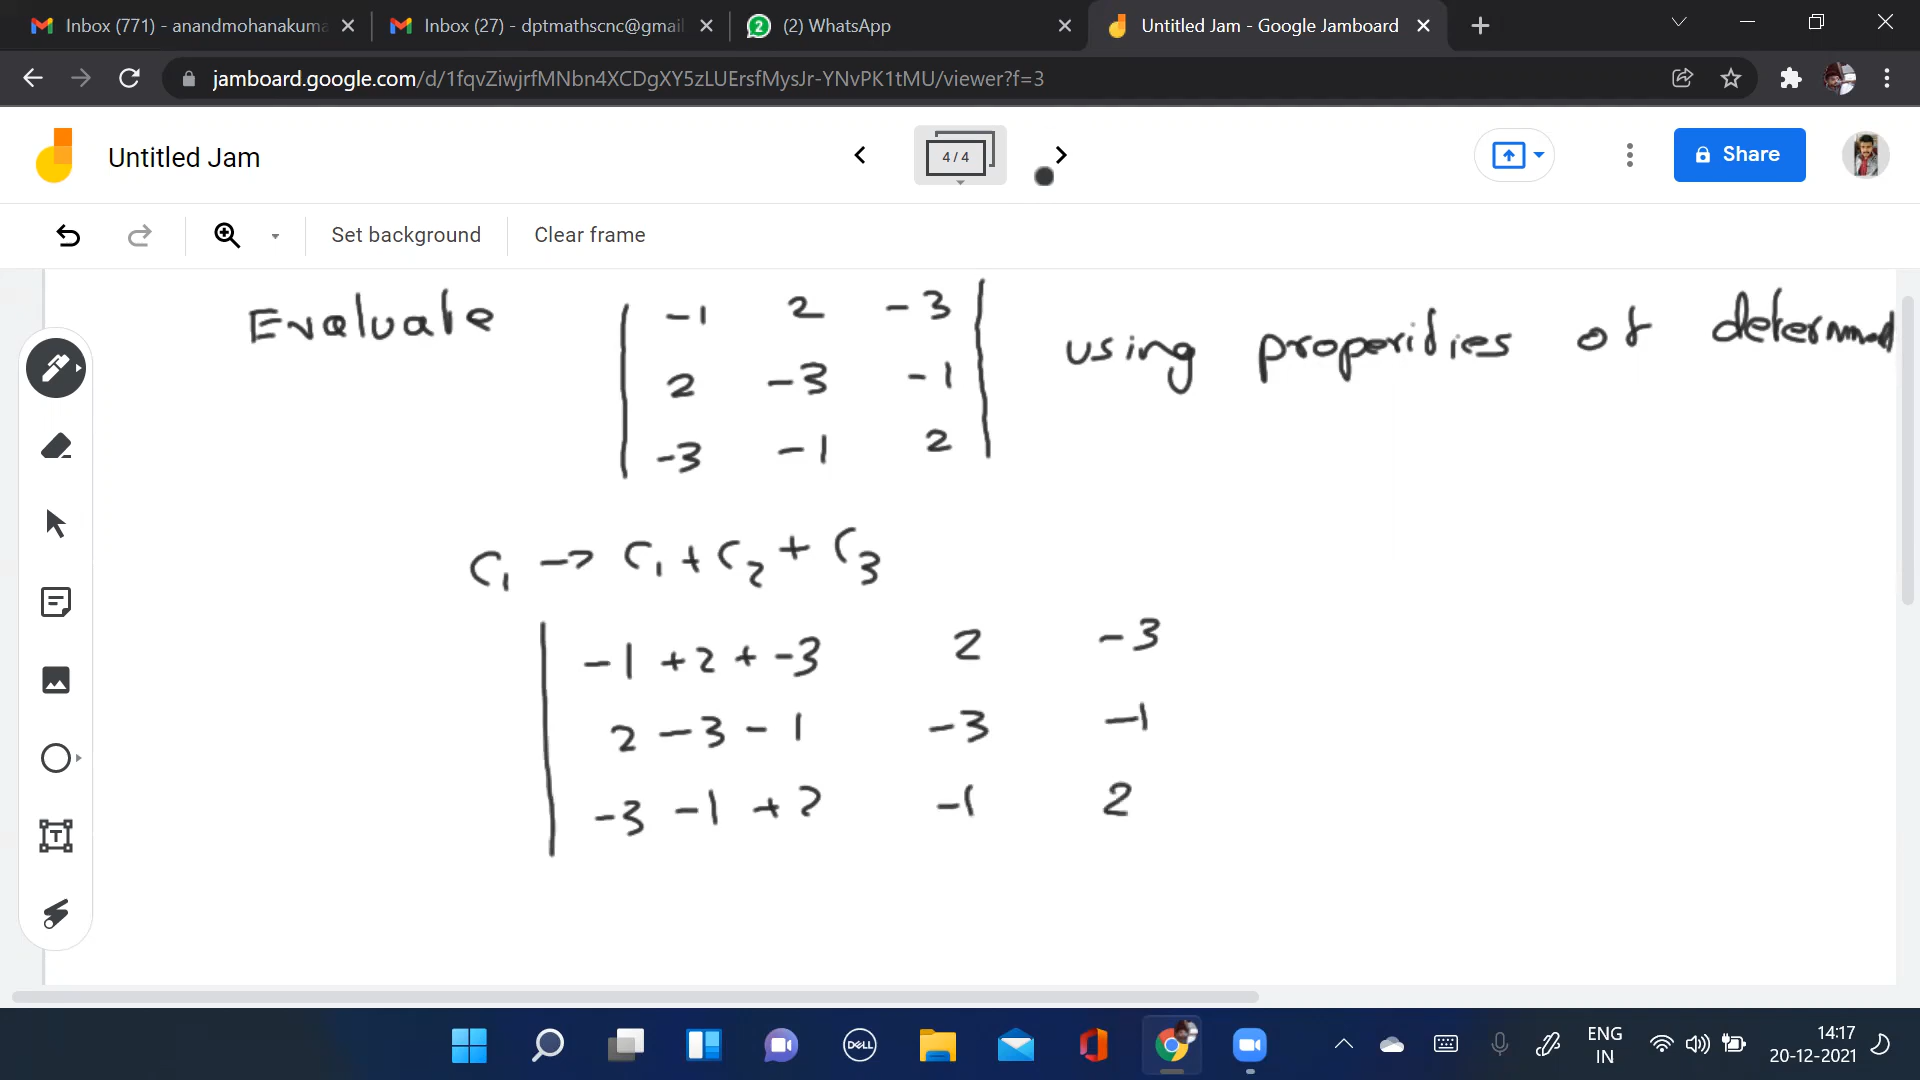 Inbox (771) - anandmohanakuma
Inbox (27) - dptmathscnc@gmail
(2) WhatsApp
Untitled Jam - Google Jamboard
jamboard.google.com/d/1fqvZiwjrfMNbn4XCDgXY5zLUErsfMysJr-YNvPK1tMU/viewer?f=3
Untitled Jam
4 / 4
Share
Set background
Clear frame
Evaluate | -1 2 -3 | using properities of
2 -3 -1
-3 -1 2
C1 -> C1 + C2 + C3
| -1 +2 + -3 2 -3
2 -3 - 1 -3 -1
-3 -1 +2 -1 2
DELL
ENG
IN
14:17
20-12-2021